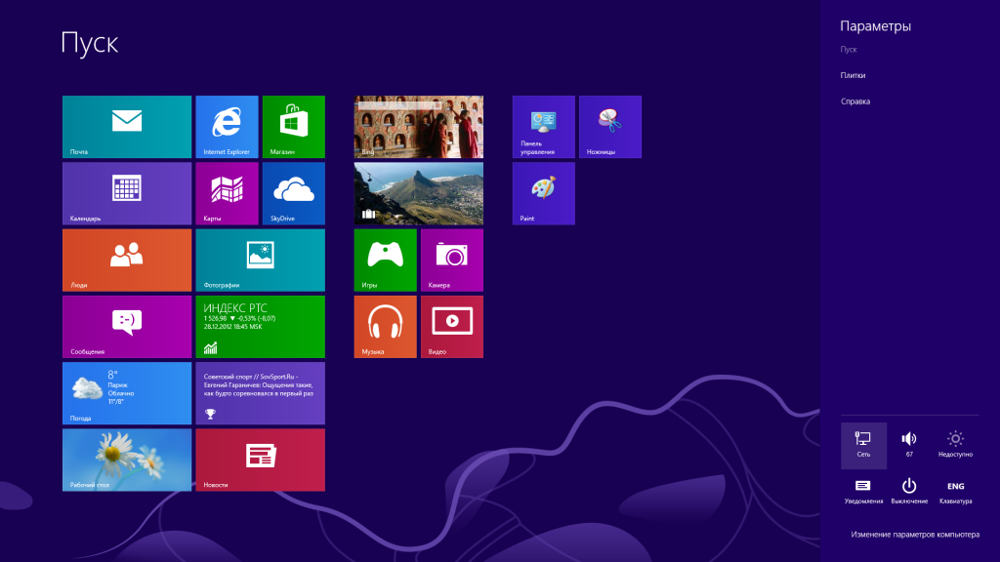 Пуск
Почта
Internet Explorer
Магазин
Календарь
Карты
SkyDrive
Люди
Фотографии
Сообщения
:-)
ИНДЕКС РТС
1 526,98 ▼ -0,53% (-8,07)
28.12.2012 18:45 MSK
8°
Париж
Облачно
11°/8°
Погода
Советский спорт // SovSport.Ru -
Евгений Гараничев: Ощущения такие,
как будто соревновался в первый раз
Рабочий стол
Новости
Bing
Игры
Камера
Музыка
Видео
Панель
управления
Ножницы
Paint
Параметры
Пуск
Плитки
Справка
Сеть
67
Недоступно
Уведомления
Выключение
ENG
Клавиатура
Изменение параметров компьютера